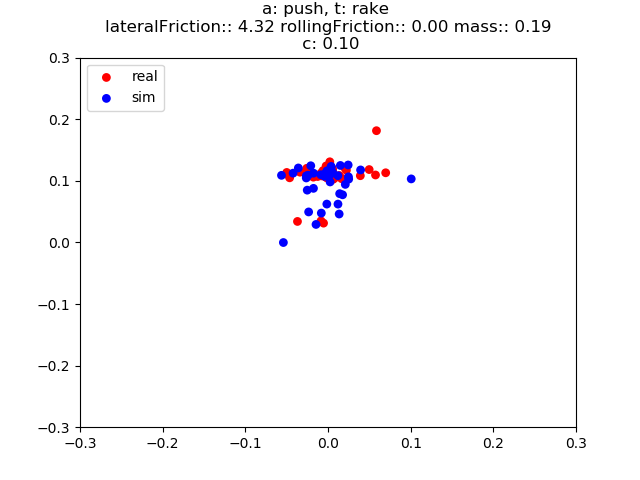 a: push, t: rake
lateralFriction:: 4.32 rollingFriction:: 0.00 mass:: 0.19
c: 0.10
real
sim
0.3
0.2
0.1
0.0
−0.1
−0.2
−0.3
−0.3
−0.2
−0.1
0.0
0.1
0.2
0.3